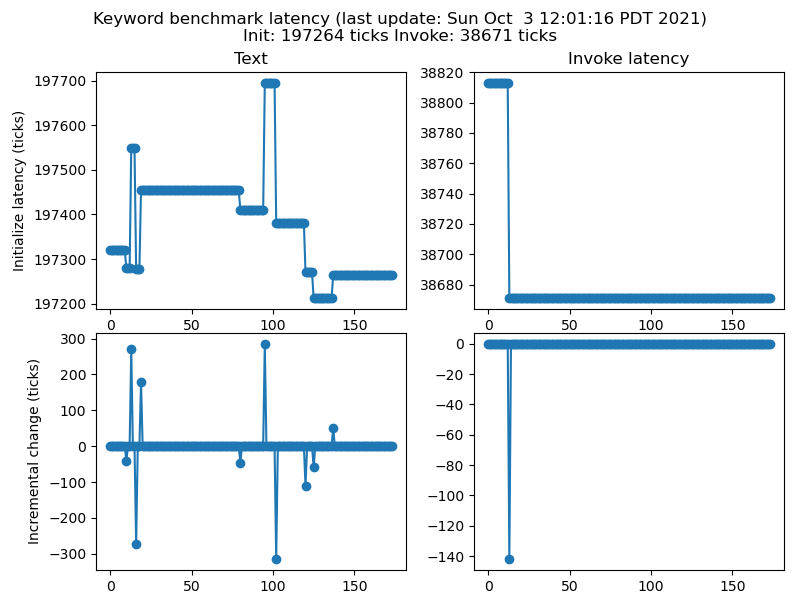 Keyword benchmark latency (last update: Sun Oct  3 12:01:16 PDT 2021)
Init: 197264 ticks Invoke: 38671 ticks
Text
Invoke latency
Initialize latency (ticks)
197700
197600
197500
197400
197300
197200
0 50 100 150
38820
38800
38780
38760
38740
38720
38700
38680
0 50 100 150
Incremental change (ticks)
300
200
100
0
−100
−200
−300
0 50 100 150
0
−20
−40
−60
−80
−100
−120
−140
0 50 100 150